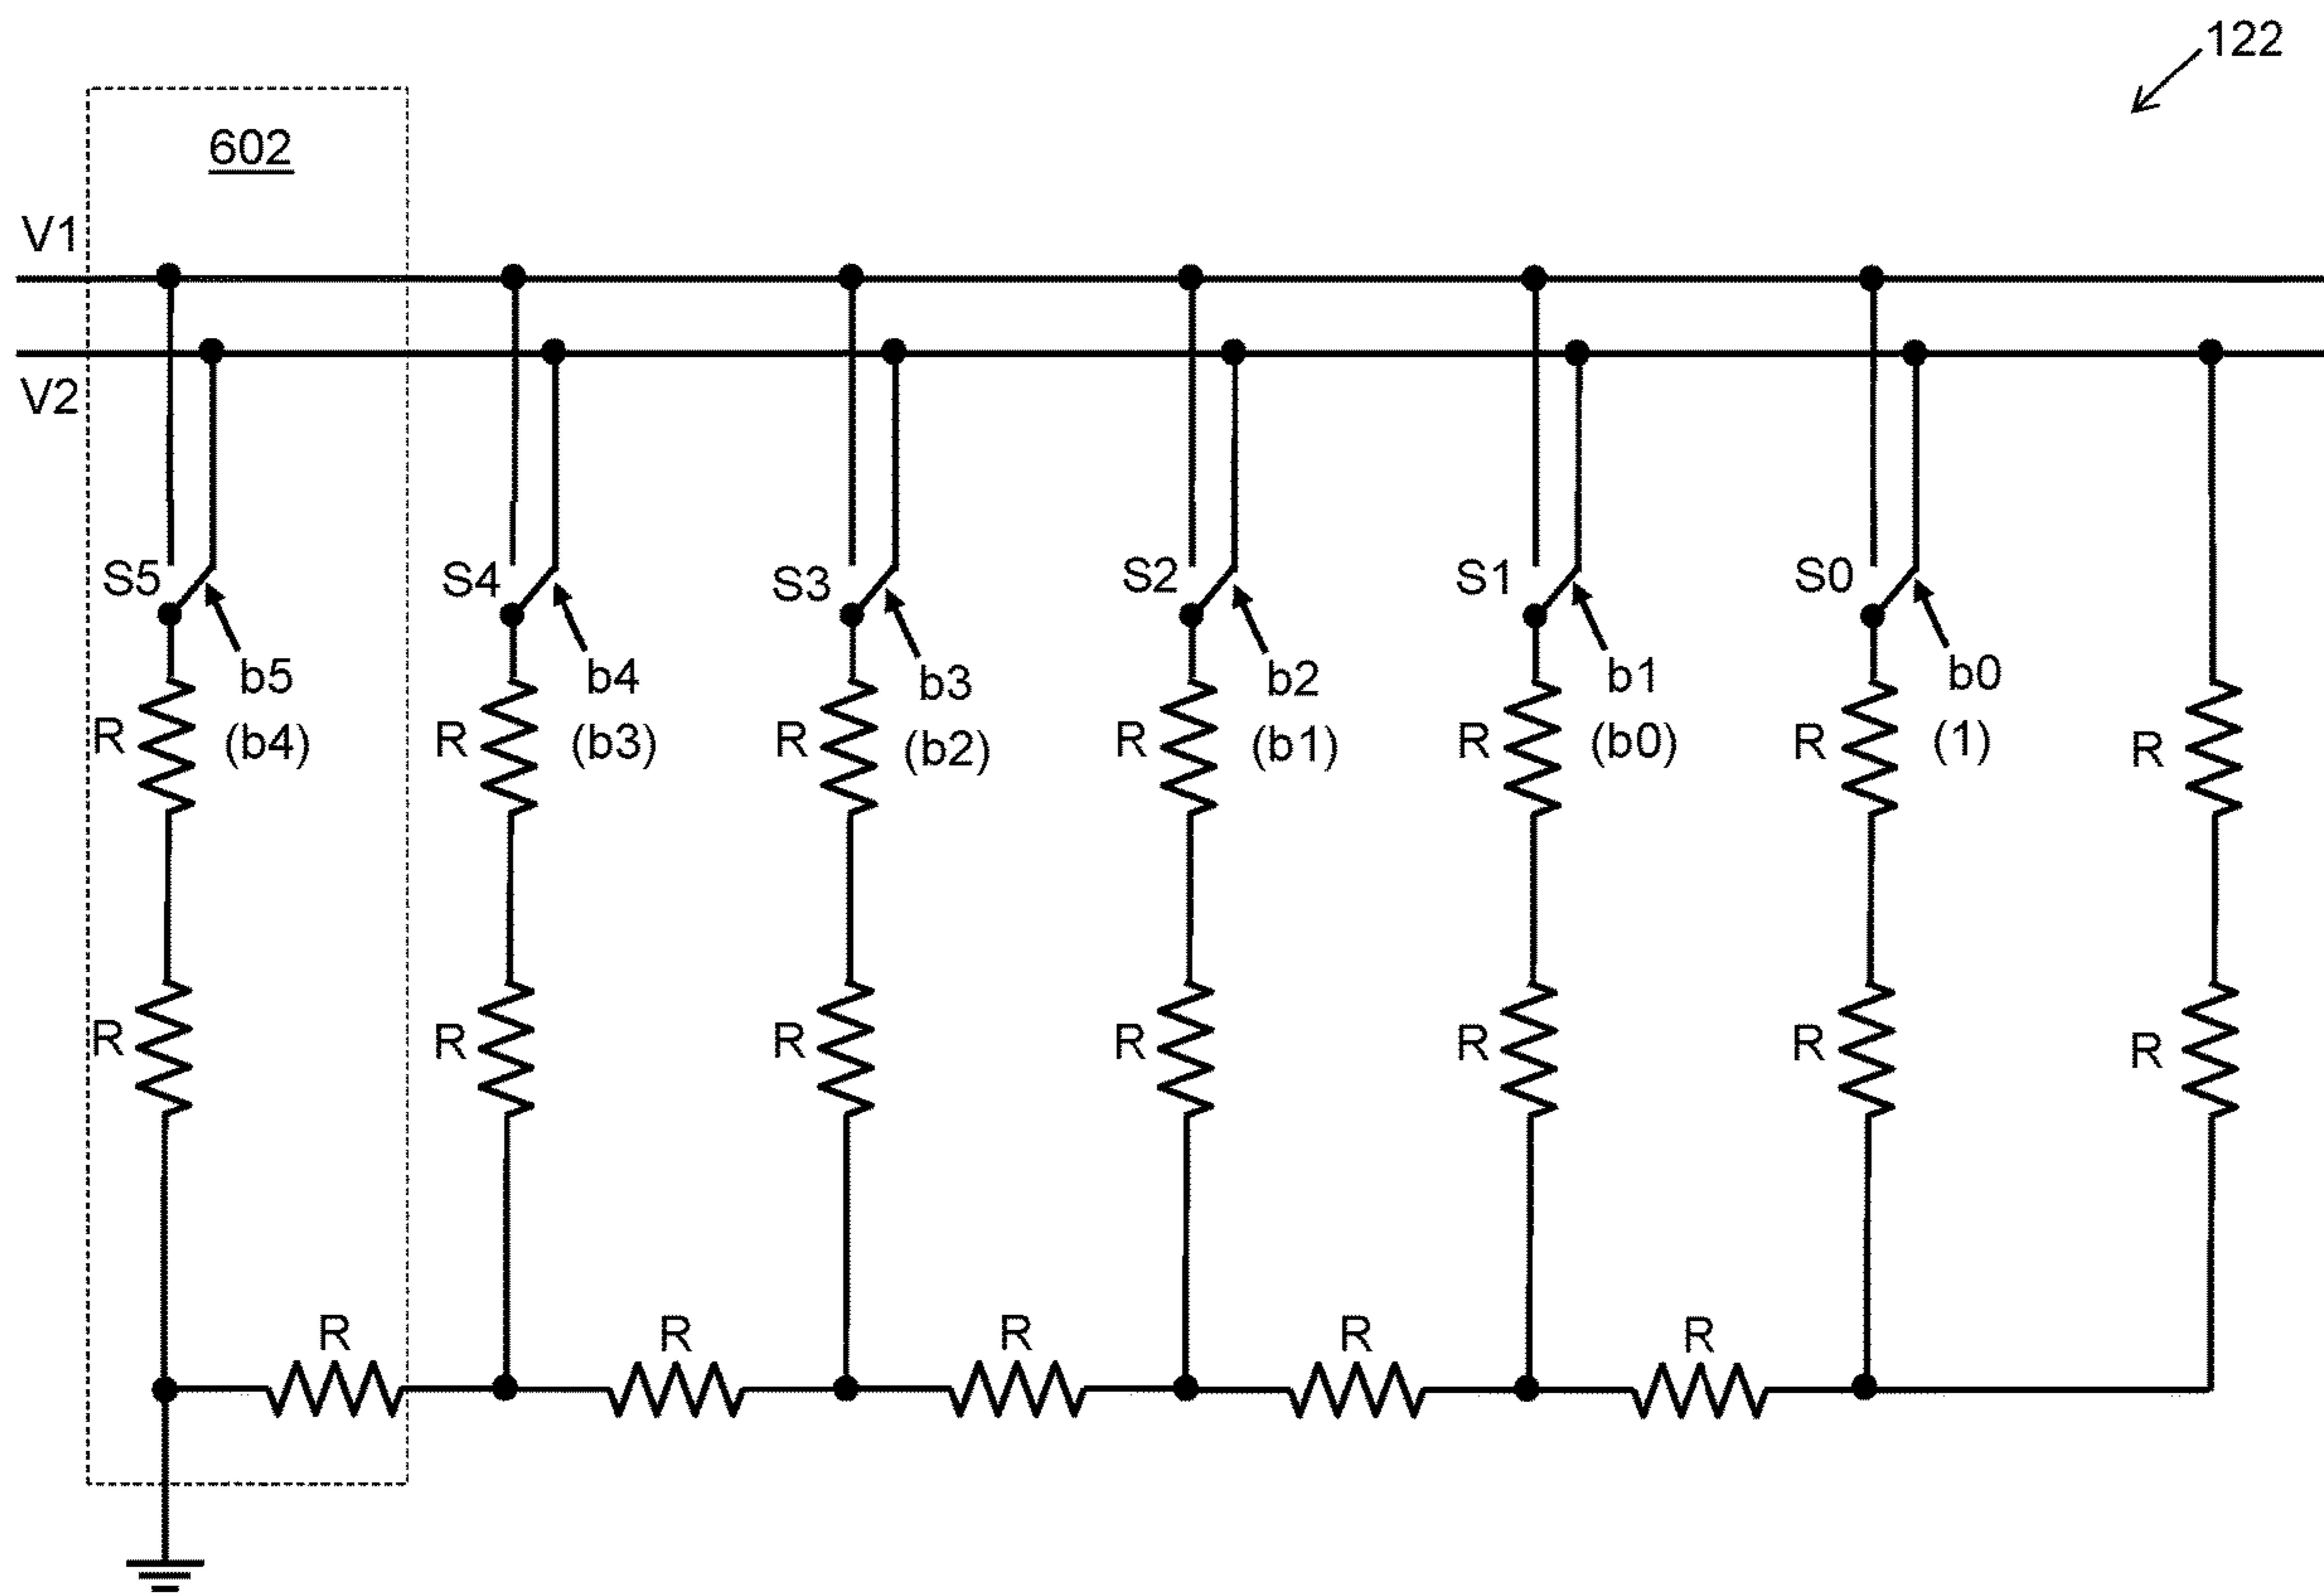 122
602
V1
V2
S5 S4 S3 S2 S1 S0
b5 b4 b3 b2 b1 b0
(b4) (b3) (b2) (b1) (b0) (1)
R R R R R R R
R R R R R R R
R R R R R